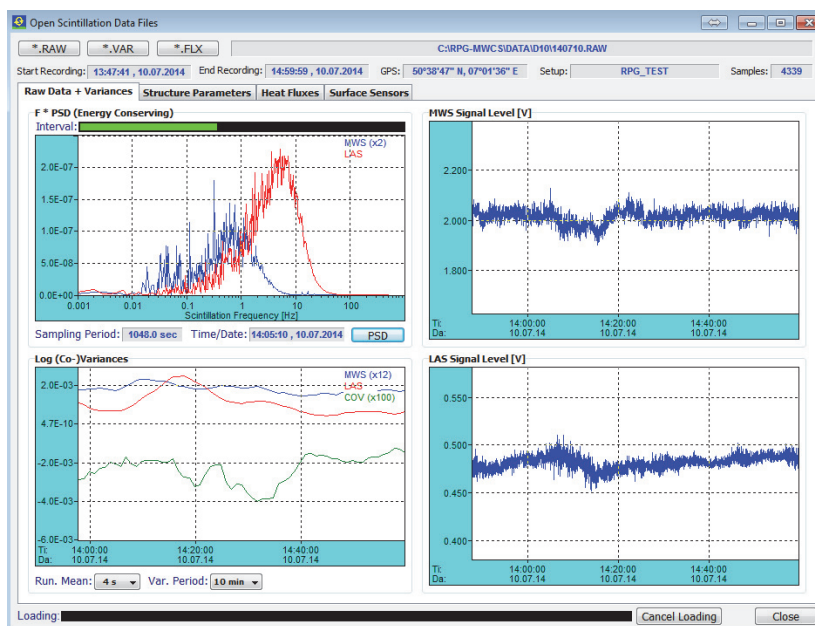 Open Scintillation Data Files
*.RAW *.VAR *.FLX C:\RPG-MWCS\DATA\D10\140710.RAW
Start Recording: 13:47:41 , 10.07.2014 End Recording: 14:59:59 , 10.07.2014 GPS: 50°38'47" N, 07°01'36" E Setup: RPG_TEST Samples: 4339
Raw Data + Variances Structure Parameters Heat Fluxes Surface Sensors
F * PSD (Energy Conserving)
Interval:
MWS (x2)
LAS
2.0E-07
1.5E-07
1.0E-07
5.0E-08
0.0E+00
0.001 0.01 0.1 1 10 100
Scintillation Frequency [Hz]
Sampling Period: 1048.0 sec Time/Date: 14:05:10 , 10.07.2014 PSD
MWS Signal Level [V]
2.200
2.000
1.800
Ti: 14:00:00 14:20:00 14:40:00
Da: 10.07.14 10.07.14 10.07.14
Log (Co-)Variances
MWS (x12)
LAS
COV (x100)
2.0E-03
4.7E-10
-2.0E-03
-4.0E-03
-6.0E-03
Ti: 14:00:00 14:20:00 14:40:00
Da: 10.07.14 10.07.14 10.07.14
Run. Mean: 4 s Var. Period: 10 min
LAS Signal Level [V]
0.550
0.500
0.450
0.400
Ti: 14:00:00 14:20:00 14:40:00
Da: 10.07.14 10.07.14 10.07.14
Loading: Cancel Loading Close